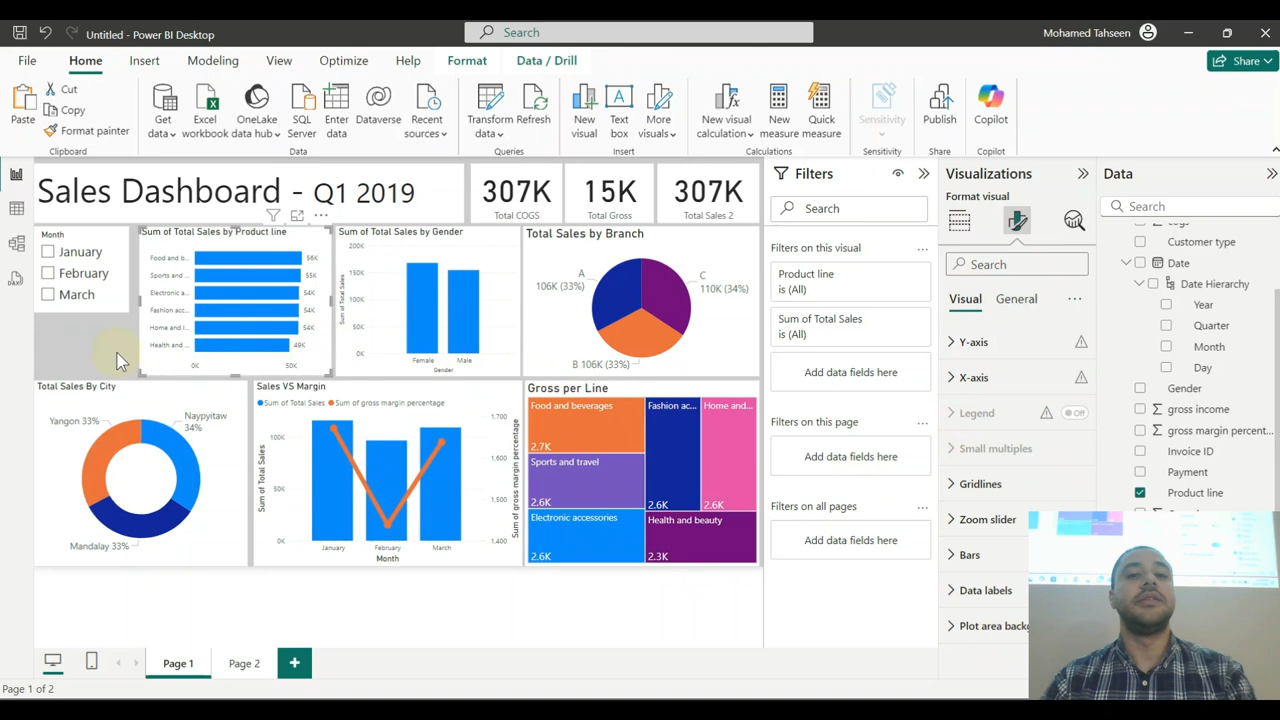 Untitled - Power BI Desktop
Search
Mohamed Tahseen
File
Home
Insert
Modeling
View
Optimize
Help
Format
Data / Drill
Share
Paste
Cut
Copy
Format painter
Clipboard
Get data
Excel workbook
OneLake data hub
SQL Server
Enter data
Dataverse
Recent sources
Data
Transform data
Refresh
Queries
New visual
Text box
More visuals
Insert
New visual calculation
New measure
Quick measure
Calculations
Sensitivity
Sensitivity
Publish
Share
Copilot
Copilot
Sales Dashboard - Q1 2019
307K
Total COGS
15K
Total Gross
307K
Total Sales 2
Month
January
February
March
Sum of Total Sales by Product line
Food and b...
56K
Sports and ...
55K
Electronic a...
54K
Fashion acc...
54K
Home and l...
54K
Health and ...
49K
0K
50K
Sum of Total Sales by Gender
Sum of Total Sales
200K
150K
100K
50K
0K
Female
Male
Gender
Total Sales by Branch
A
106K (33%)
C
110K (34%)
B 106K (33%)
Total Sales By City
Yangon 33%
Naypyitaw
34%
Mandalay 33%
Sales VS Margin
Sum of Total Sales
Sum of gross margin percentage
Sum of Total Sales
100K
50K
0K
1,700
1,600
1,500
1,400
Sum of gross margin percentage
January
February
March
Month
Gross per Line
Food and beverages
2.7K
Sports and travel
2.6K
Electronic accessories
2.6K
Fashion ac...
2.6K
Home and...
2.6K
Health and beauty
2.3K
Filters
Search
Filters on this visual
Product line
is (All)
Sum of Total Sales
is (All)
Add data fields here
Filters on this page
Add data fields here
Filters on all pages
Add data fields here
Visualizations
Format visual
Search
Visual
General
Y-axis
X-axis
Legend
Off
Small multiples
Gridlines
Zoom slider
Bars
Data labels
Plot area back
Data
Search
Customer type
Date
Date Hierarchy
Year
Quarter
Month
Day
Gender
gross income
gross margin percent...
Invoice ID
Payment
Product line
Page 1
Page 2
Page 1 of 2